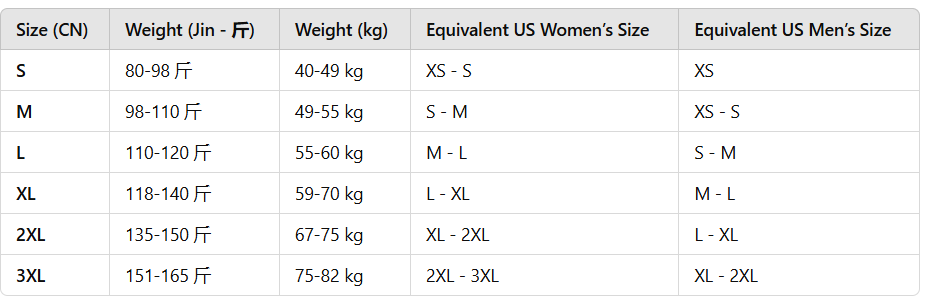 Size (CN) Weight (Jin - 斤) Weight (kg) Equivalent US Women’s Size Equivalent US Men’s Size
S 80-98 斤 40-49 kg XS - S XS
M 98-110 斤 49-55 kg S - M XS - S
L 110-120 斤 55-60 kg M - L S - M
XL 118-140 斤 59-70 kg L - XL M - L
2XL 135-150 斤 67-75 kg XL - 2XL L - XL
3XL 151-165 斤 75-82 kg 2XL - 3XL XL - 2XL